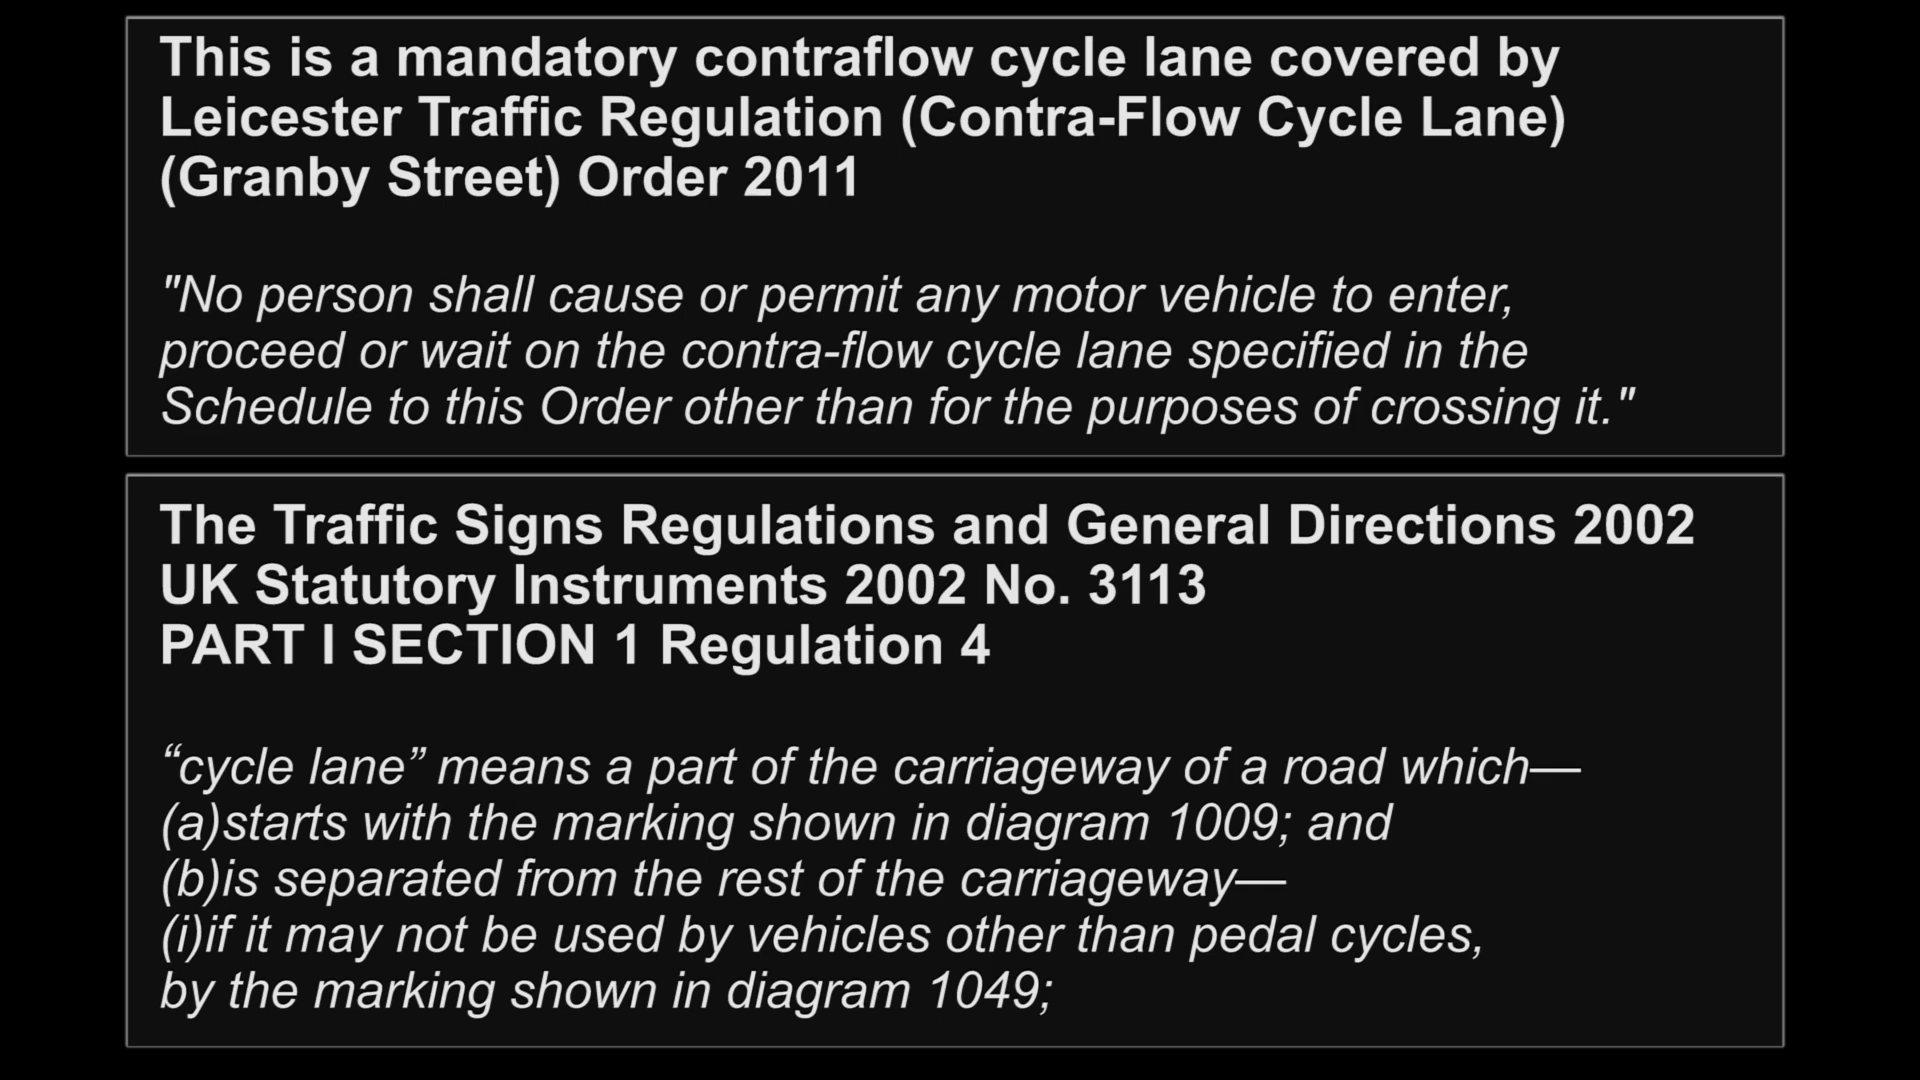 This is a mandatory contraflow cycle lane covered by
Leicester Traffic Regulation (Contra-Flow Cycle Lane)
(Granby Street) Order 2011
"No person shall cause or permit any motor vehicle to enter,
proceed or wait on the contra-flow cycle lane specified in the
Schedule to this Order other than for the purposes of crossing it."
The Traffic Signs Regulations and General Directions 2002
UK Statutory Instruments 2002 No. 3113
PART I SECTION 1 Regulation 4
“cycle lane” means a part of the carriageway of a road which—
(a)starts with the marking shown in diagram 1009; and
(b)is separated from the rest of the carriageway—
(i)if it may not be used by vehicles other than pedal cycles,
by the marking shown in diagram 1049;